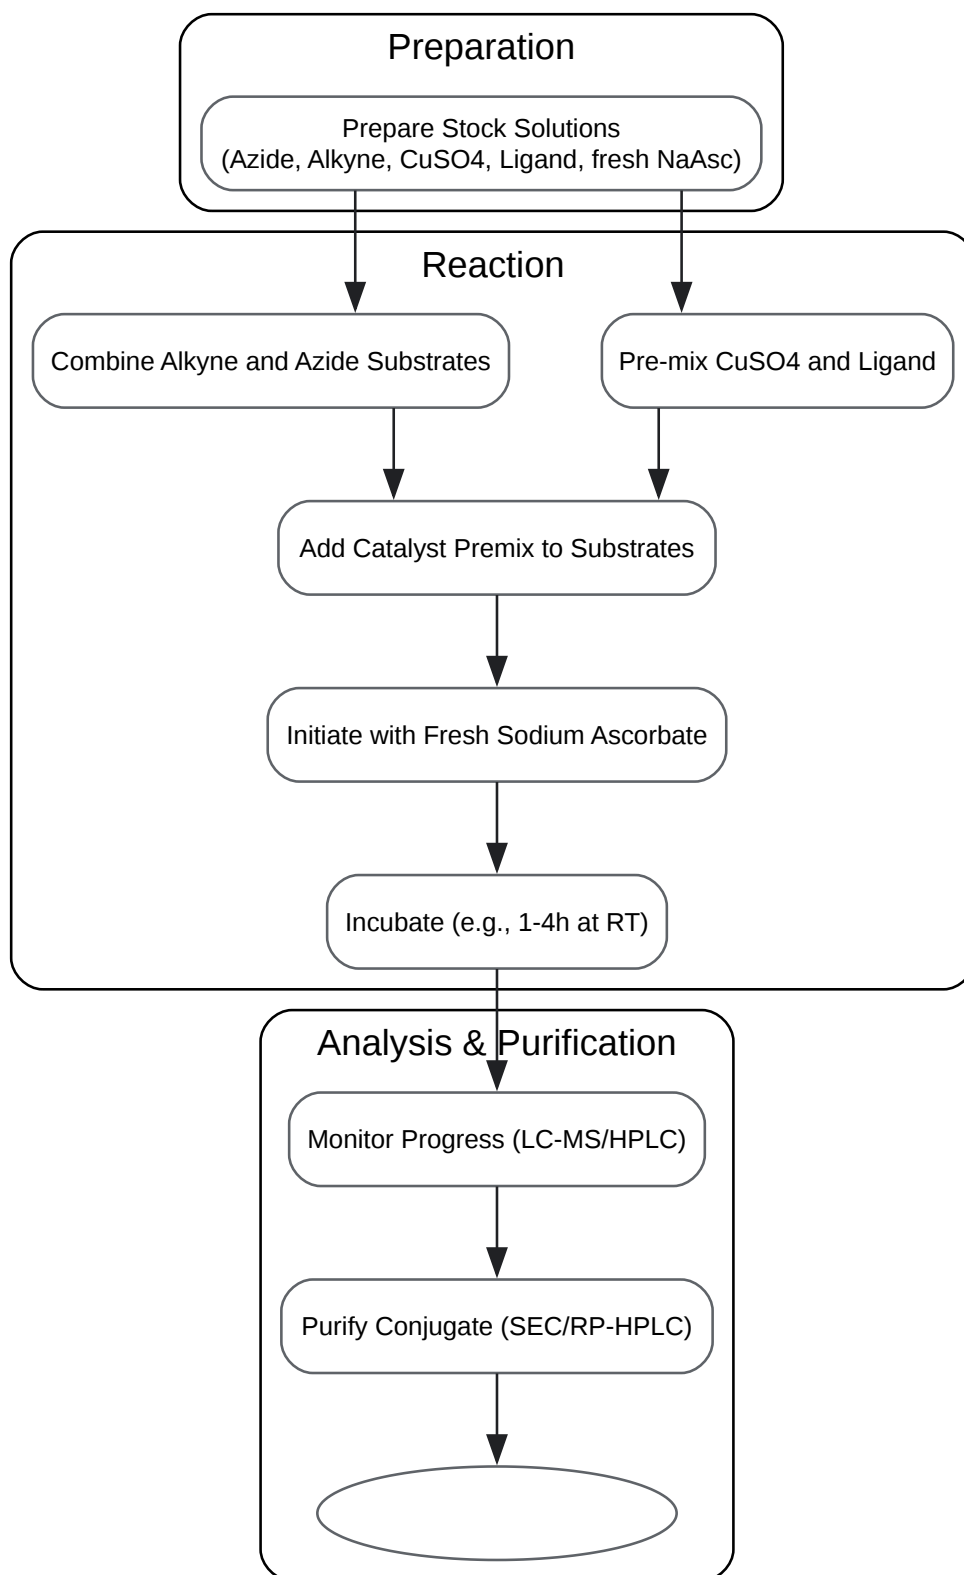 Preparation
Prepare Stock Solutions
(Azide, Alkyne, CuSO4, Ligand, fresh NaAsc)
Reaction
Combine Alkyne and Azide Substrates
Pre-mix CuSO4 and Ligand
Add Catalyst Premix to Substrates
Initiate with Fresh Sodium Ascorbate
Incubate (e.g., 1-4h at RT)
Analysis & Purification
Monitor Progress (LC-MS/HPLC)
Purify Conjugate (SEC/RP-HPLC)